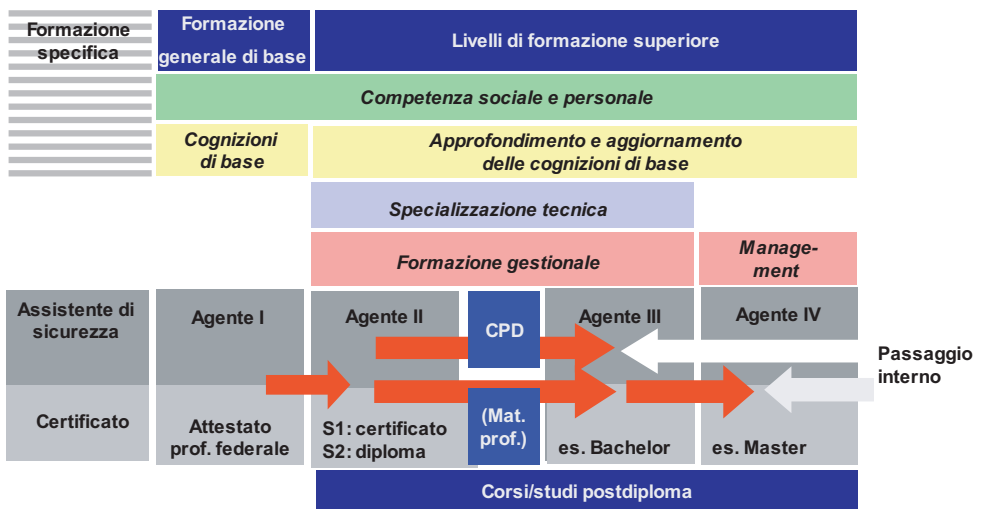 Formazione
specifica
Formazione
generale di base
Livelli di formazione superiore
Competenza sociale e personale
Cognizioni
di base
Approfondimento e aggiornamento
delle cognizioni di base
Specializzazione tecnica
Formazione gestionale
Manage-
ment
Assistente di
sicurezza
Agente I
Agente II
CPD
Agente III
Agente IV
Passaggio
interno
Certificato
Attestato
prof. federale
S1: certificato
S2: diploma
(Mat.
prof.)
es. Bachelor
es. Master
Corsi/studi postdiploma